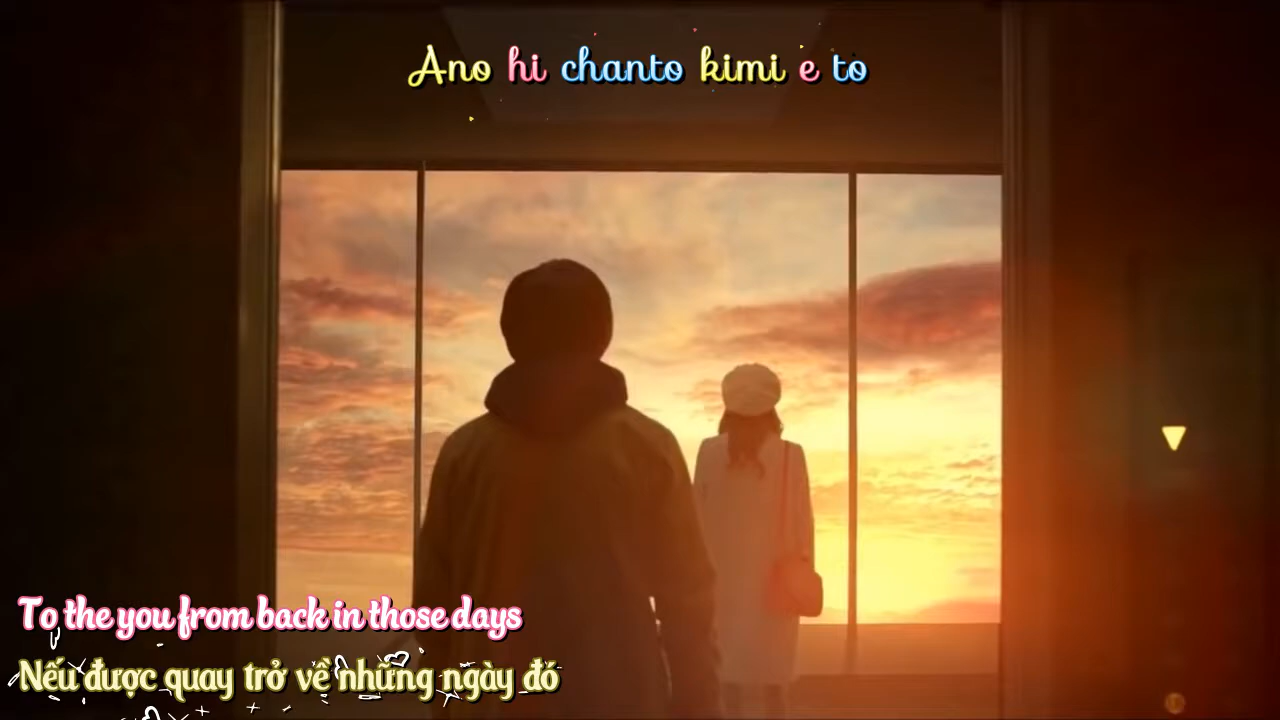 Ano hi chanto kimi e to
To the you from back in those days
Nếu được quay trở về những ngày đó